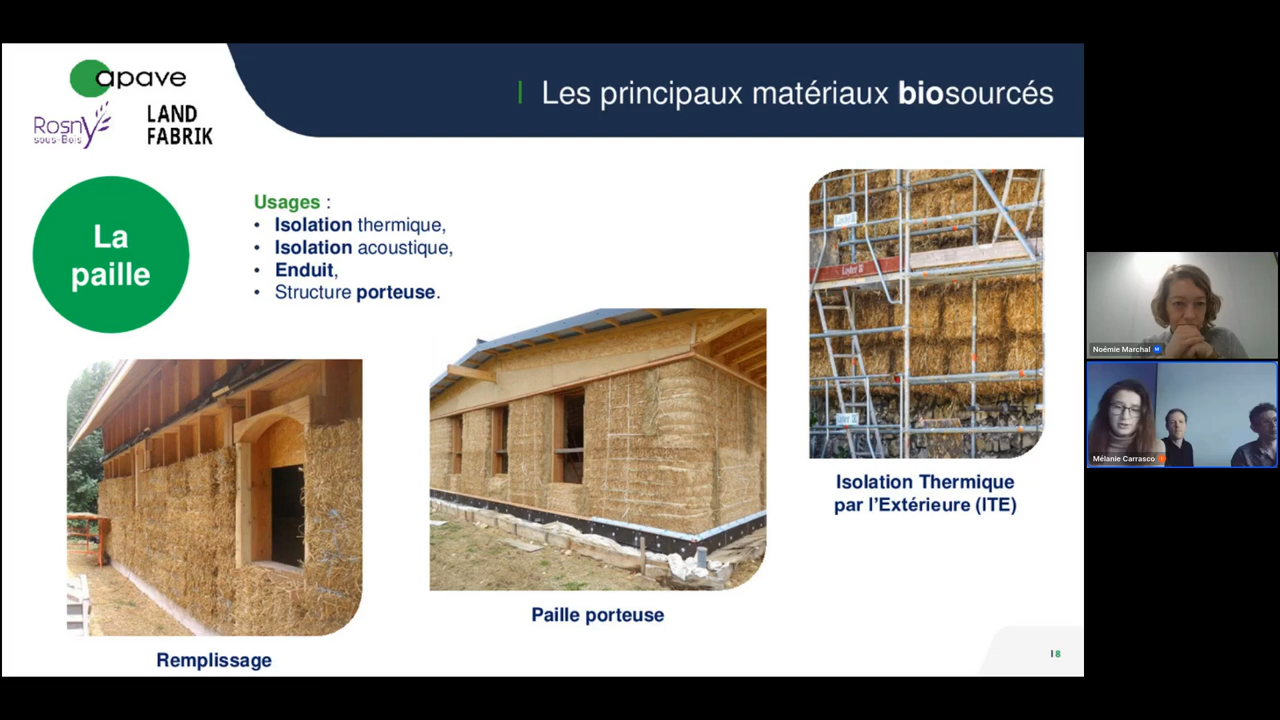 apave
Rosny
sous-Bois
LAND
FABRIK
Les principaux matériaux biosourcés
La
paille
Usages :
• Isolation thermique,
• Isolation acoustique,
• Enduit,
• Structure porteuse.
Layher
Isolation Thermique
par l’Extérieure (ITE)
Paille porteuse
Remplissage
8
Noémie Marchal
Mélanie Carrasco